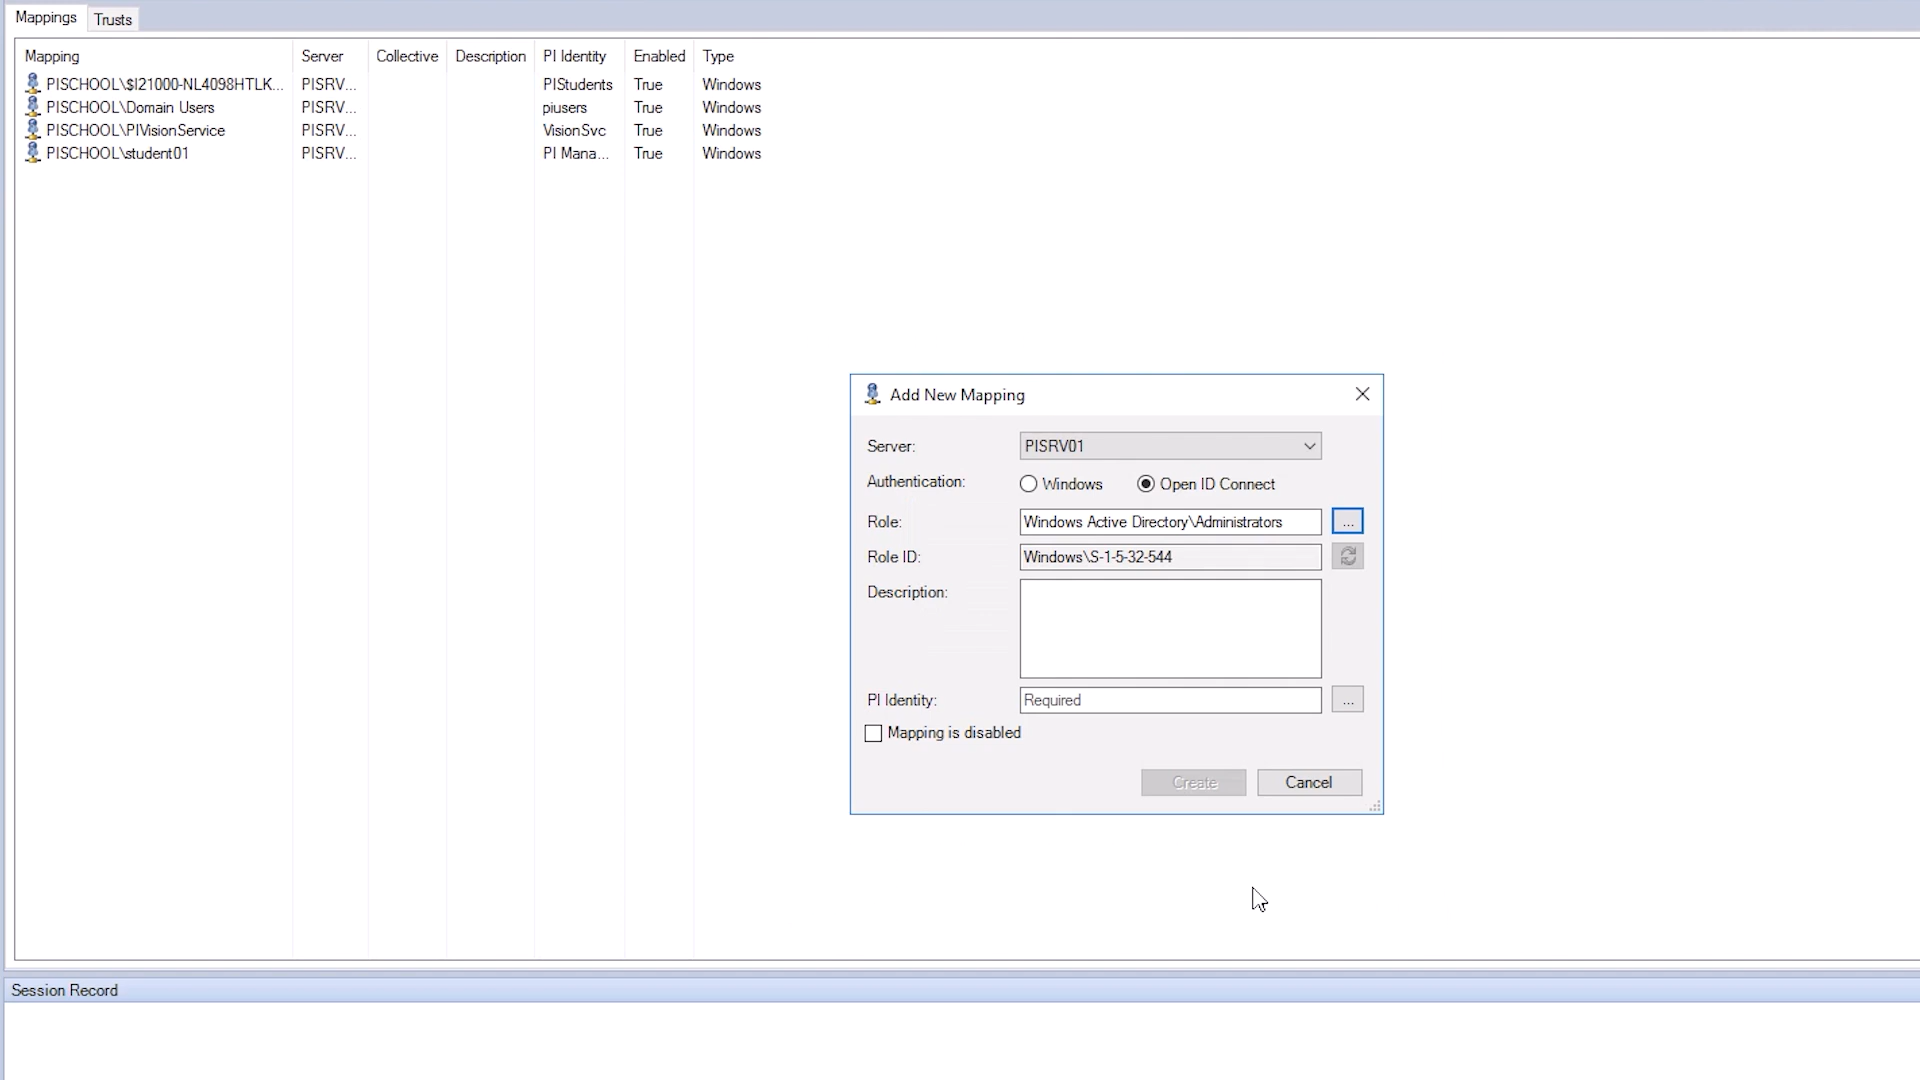 Mappings Trusts
Mapping Server Collective Description PI Identity Enabled Type
PISCHOOL\$I21000-NL4098HTLK... PISRV... PIStudents True Windows
PISCHOOL\Domain Users PISRV... piusers True Windows
PISCHOOL\PIVisionService PISRV... VisionSvc True Windows
PISCHOOL\student01 PISRV... PI Mana... True Windows
Add New Mapping
Server: PISRV01
Authentication: Windows Open ID Connect
Role: Windows Active Directory\Administrators ...
Role ID: Windows\S-1-5-32-544
Description:
PI Identity: Required ...
Mapping is disabled
Create Cancel
Session Record